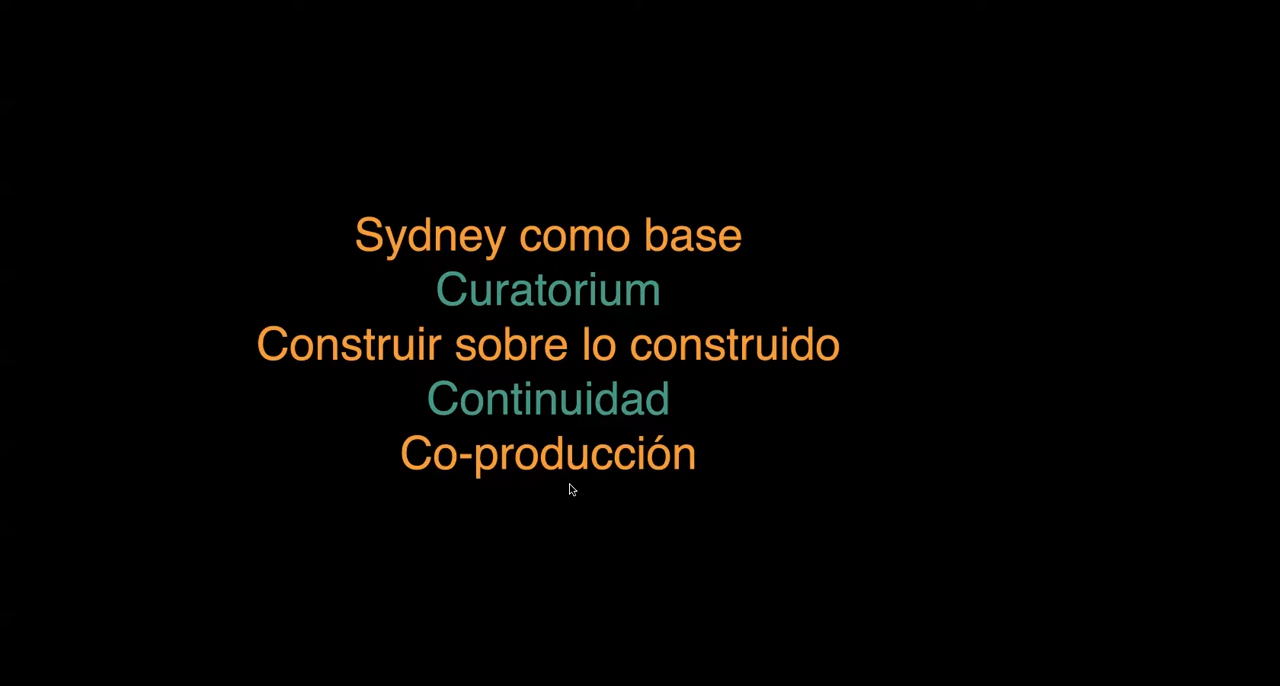 Sydney como base
Curatorium
Construir sobre lo construido
Continuidad
Co-producción